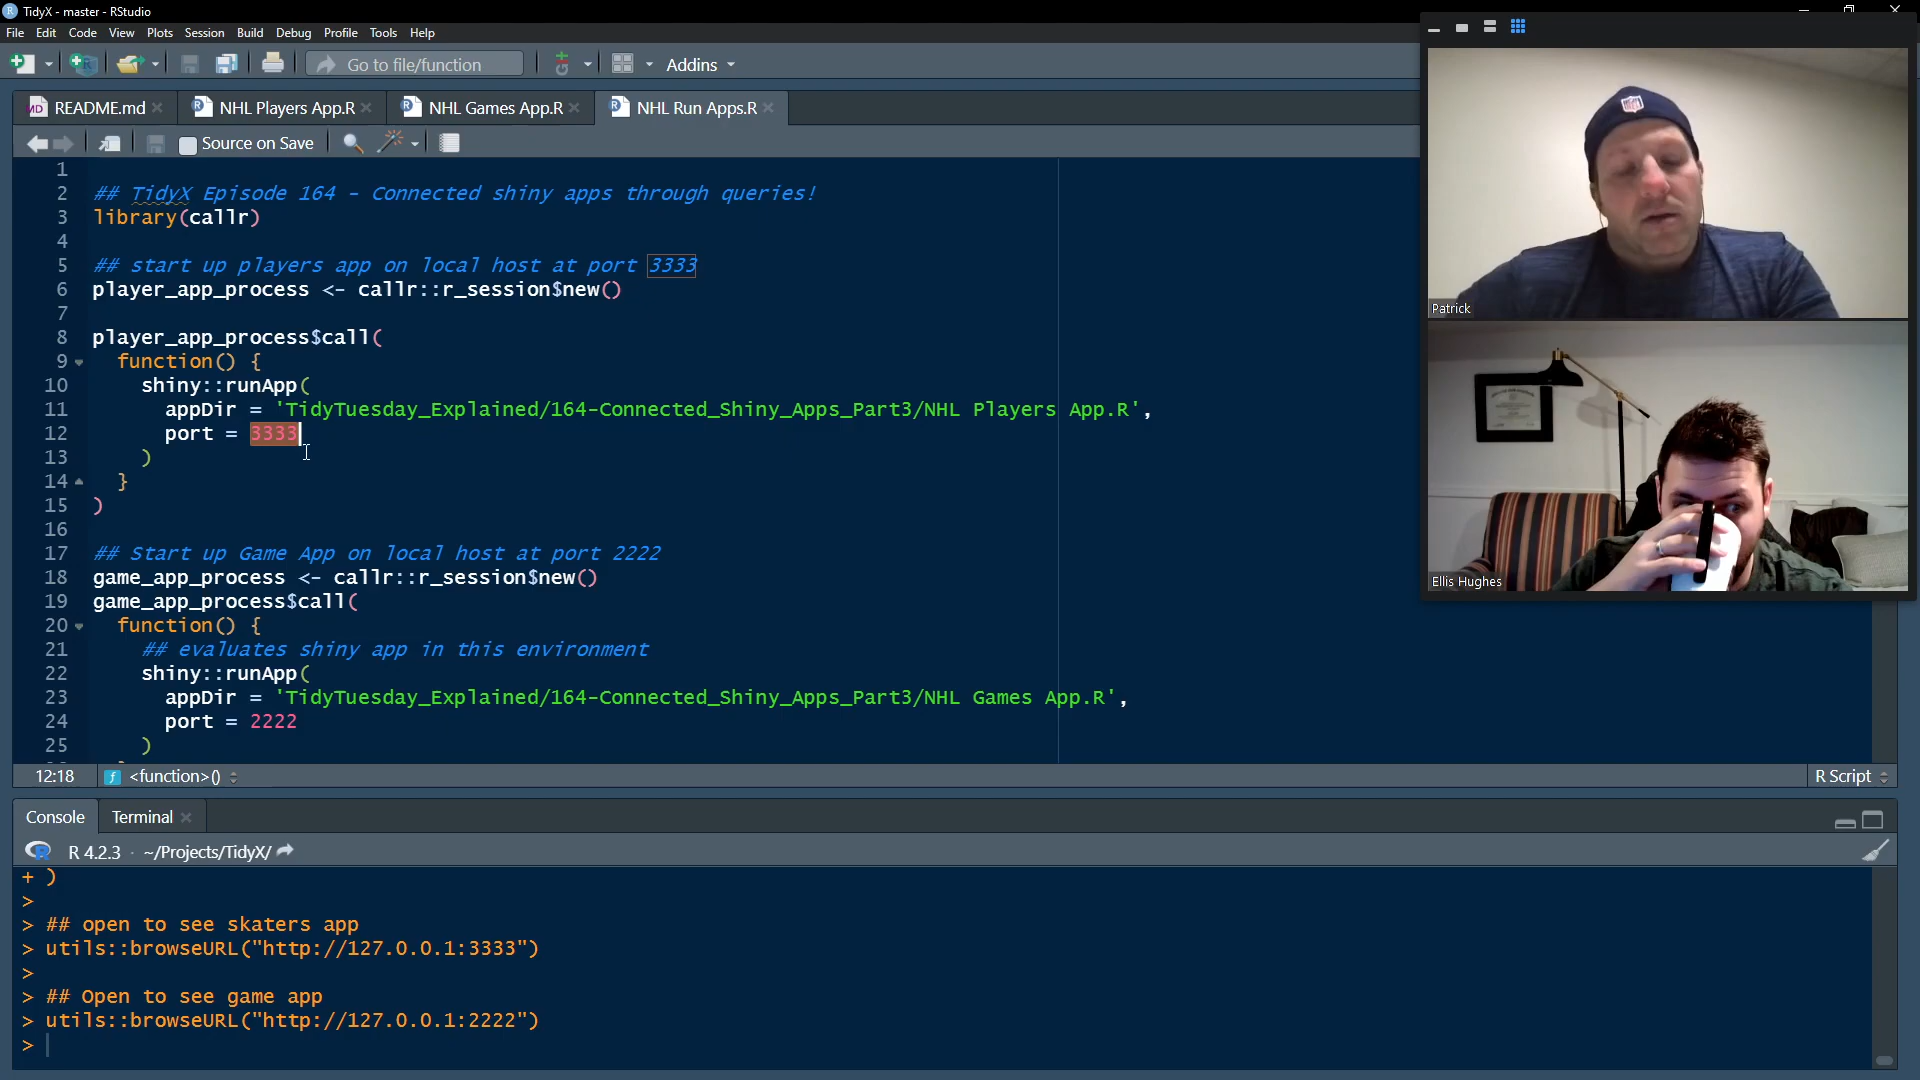 TidyX - master - RStudio
File Edit Code View Plots Session Build Debug Profile Tools Help
Go to file/function Addins
README.md NHL Players App.R NHL Games App.R NHL Run Apps.R
Source on Save
1
2 ## TidyX Episode 164 - Connected shiny apps through queries!
3 library(callr)
4
5 ## start up players app on local host at port 3333
6 player_app_process <- callr::r_session$new()
7
8 player_app_process$call(
9 function() {
10 shiny::runApp(
11 appDir = 'TidyTuesday_Explained/164-Connected_Shiny_Apps_Part3/NHL Players App.R',
12 port = 3333
13 )
14 }
15 )
16
17 ## Start up Game App on local host at port 2222
18 game_app_process <- callr::r_session$new()
19 game_app_process$call(
20 function() {
21 ## evaluates shiny app in this environment
22 shiny::runApp(
23 appDir = 'TidyTuesday_Explained/164-Connected_Shiny_Apps_Part3/NHL Games App.R',
24 port = 2222
25 )
12:18 <function>() R Script
Console Terminal
R 4.2.3 · ~/Projects/TidyX/
+ )
>
> ## open to see skaters app
> utils::browseURL("http://127.0.0.1:3333")
>
> ## Open to see game app
> utils::browseURL("http://127.0.0.1:2222")
>
Patrick
Ellis Hughes